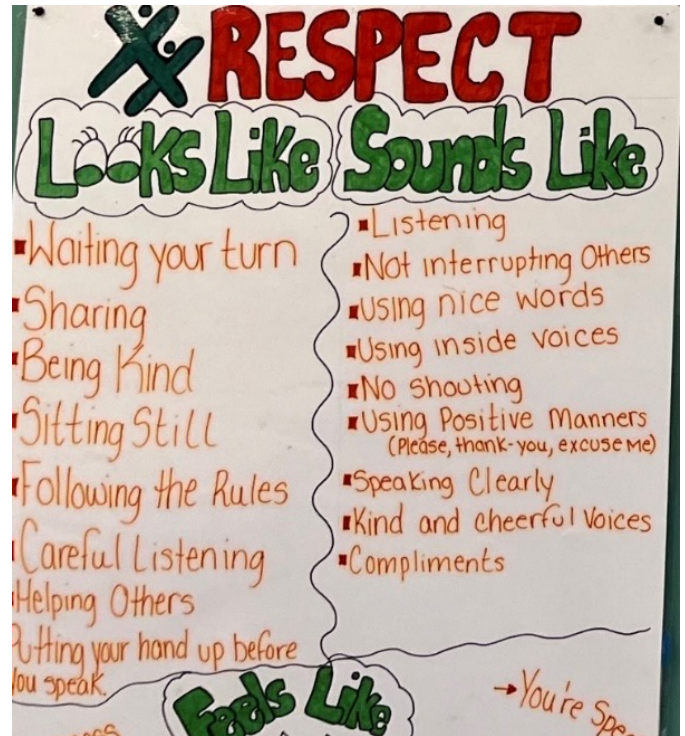 RESPECT
Looks Like
Waiting your turn
Sharing
Being Kind
Sitting Still
Following the Rules
Careful Listening
Helping Others
Putting your hand up before
you speak.
Sounds Like
Listening
Not interrupting Others
Using nice words
Using inside voices
No shouting
Using Positive Manners
(Please, thank-you, excuse me)
Speaking Clearly
Kind and cheerful Voices
Compliments
Feels Like
→You're